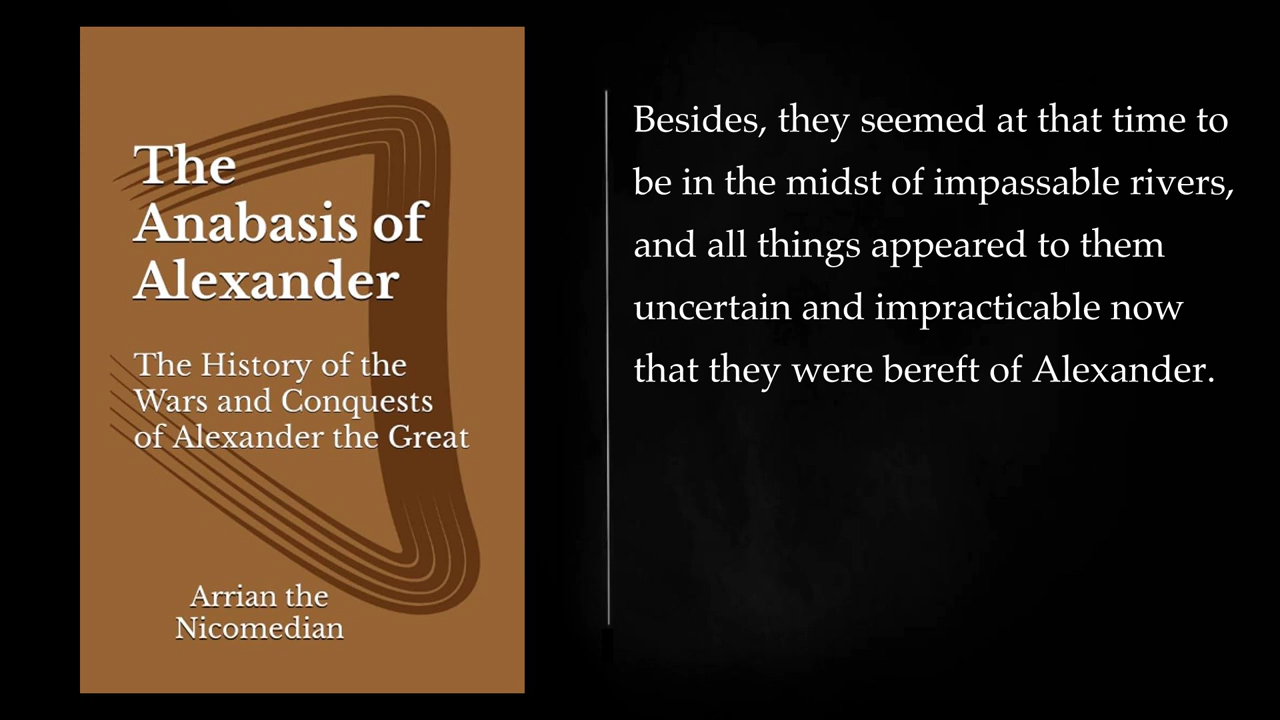 The
Anabasis of
Alexander
The History of the
Wars and Conquests
of Alexander the Great
Arrian the
Nicomedian
Besides, they seemed at that time to
be in the midst of impassable rivers,
and all things appeared to them
uncertain and impracticable now
that they were bereft of Alexander.